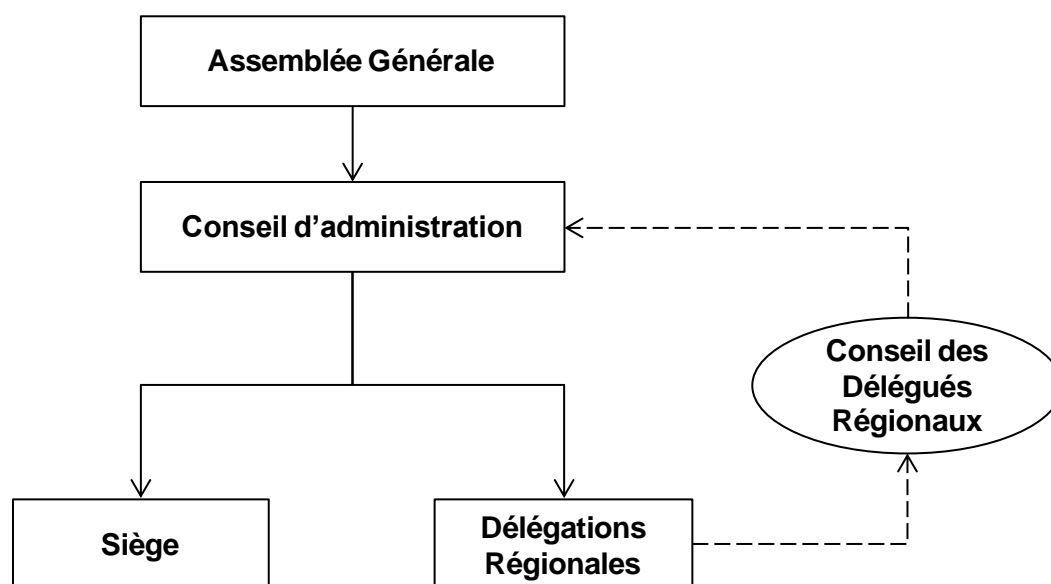 Assemblée Générale
Conseil d’administration
Conseil des
Délégués
Régionaux
Siège
Délégations
Régionales